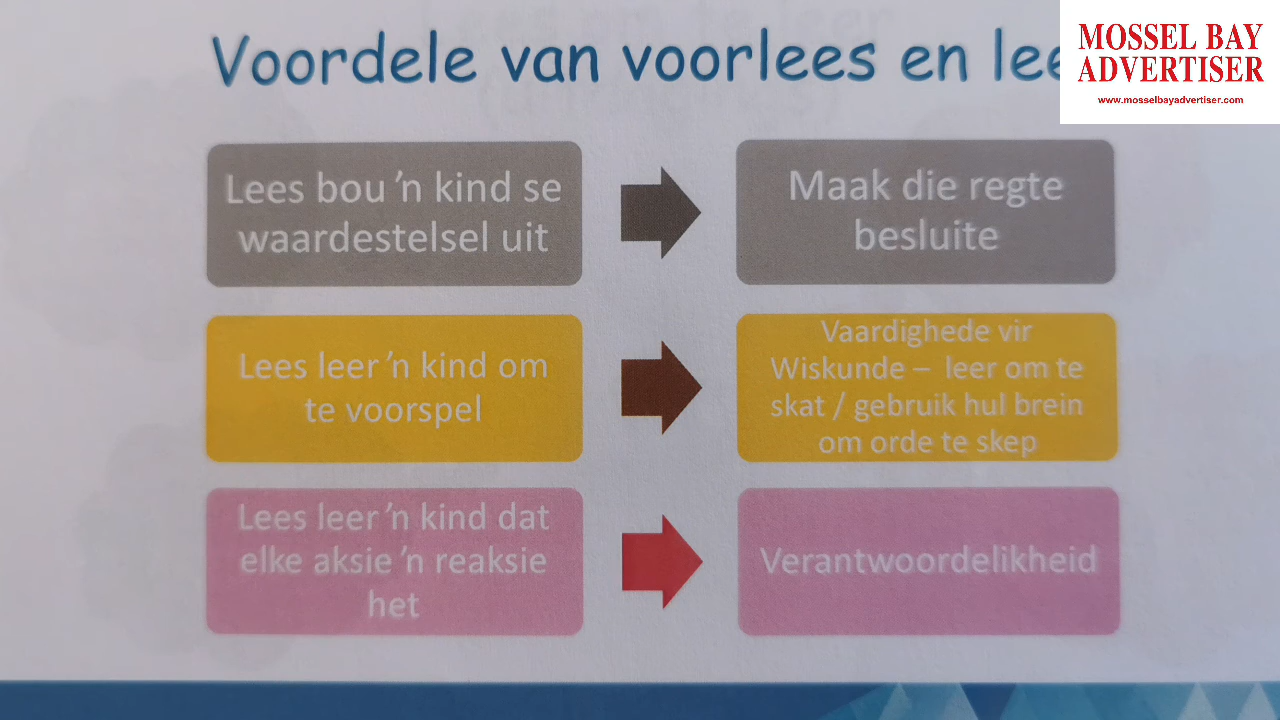 Voordele van voorlees en
MOSSEL BAY
ADVERTISER
www.mosselbayadvertiser.com
Lees bou 'n kind se
waardestelsel uit
Maak die regte
besluite
Lees leer 'n kind om
te voorspel
Vaardighede vir
Wiskunde – leer om te
skat / gebruik hul brein
om orde te skep
Lees leer 'n kind dat
elke aksie 'n reaksie
het
Verantwoordelikheid